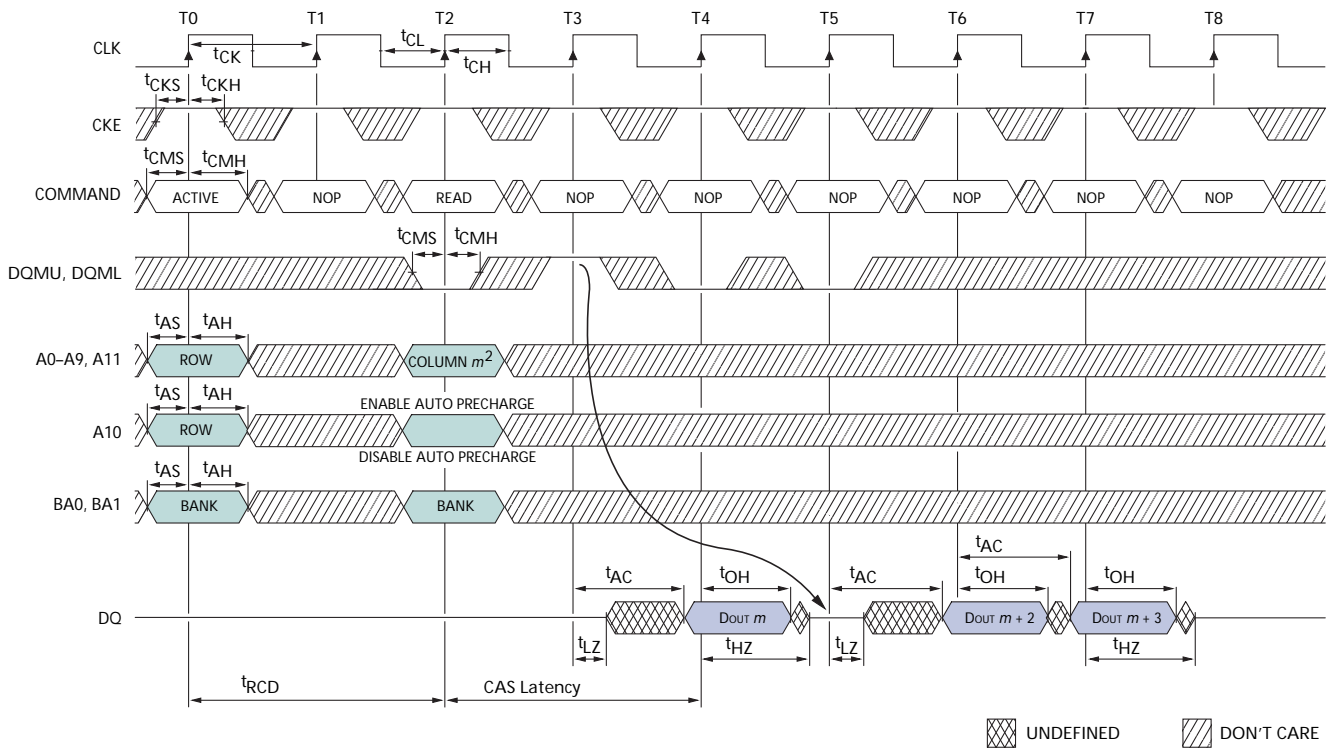 T0 T1 T2 T3 T4 T5 T6 T7 T8
CLK
tCK tCL tCH
tCKS tCKH
CKE
tCMS tCMH
COMMAND ACTIVE NOP READ NOP NOP NOP NOP NOP NOP
tCMS tCMH
DQMU, DQML
tAS tAH
A0–A9, A11 ROW COLUMN m2
tAS tAH ENABLE AUTO PRECHARGE
A10 ROW
DISABLE AUTO PRECHARGE
tAS tAH
BA0, BA1 BANK BANK
tAC
tAC tOH tAC tOH tOH
DQ DOUT m DOUT m + 2 DOUT m + 3
tLZ tHZ tLZ tHZ
tRCD CAS Latency
UNDEFINED DON'T CARE